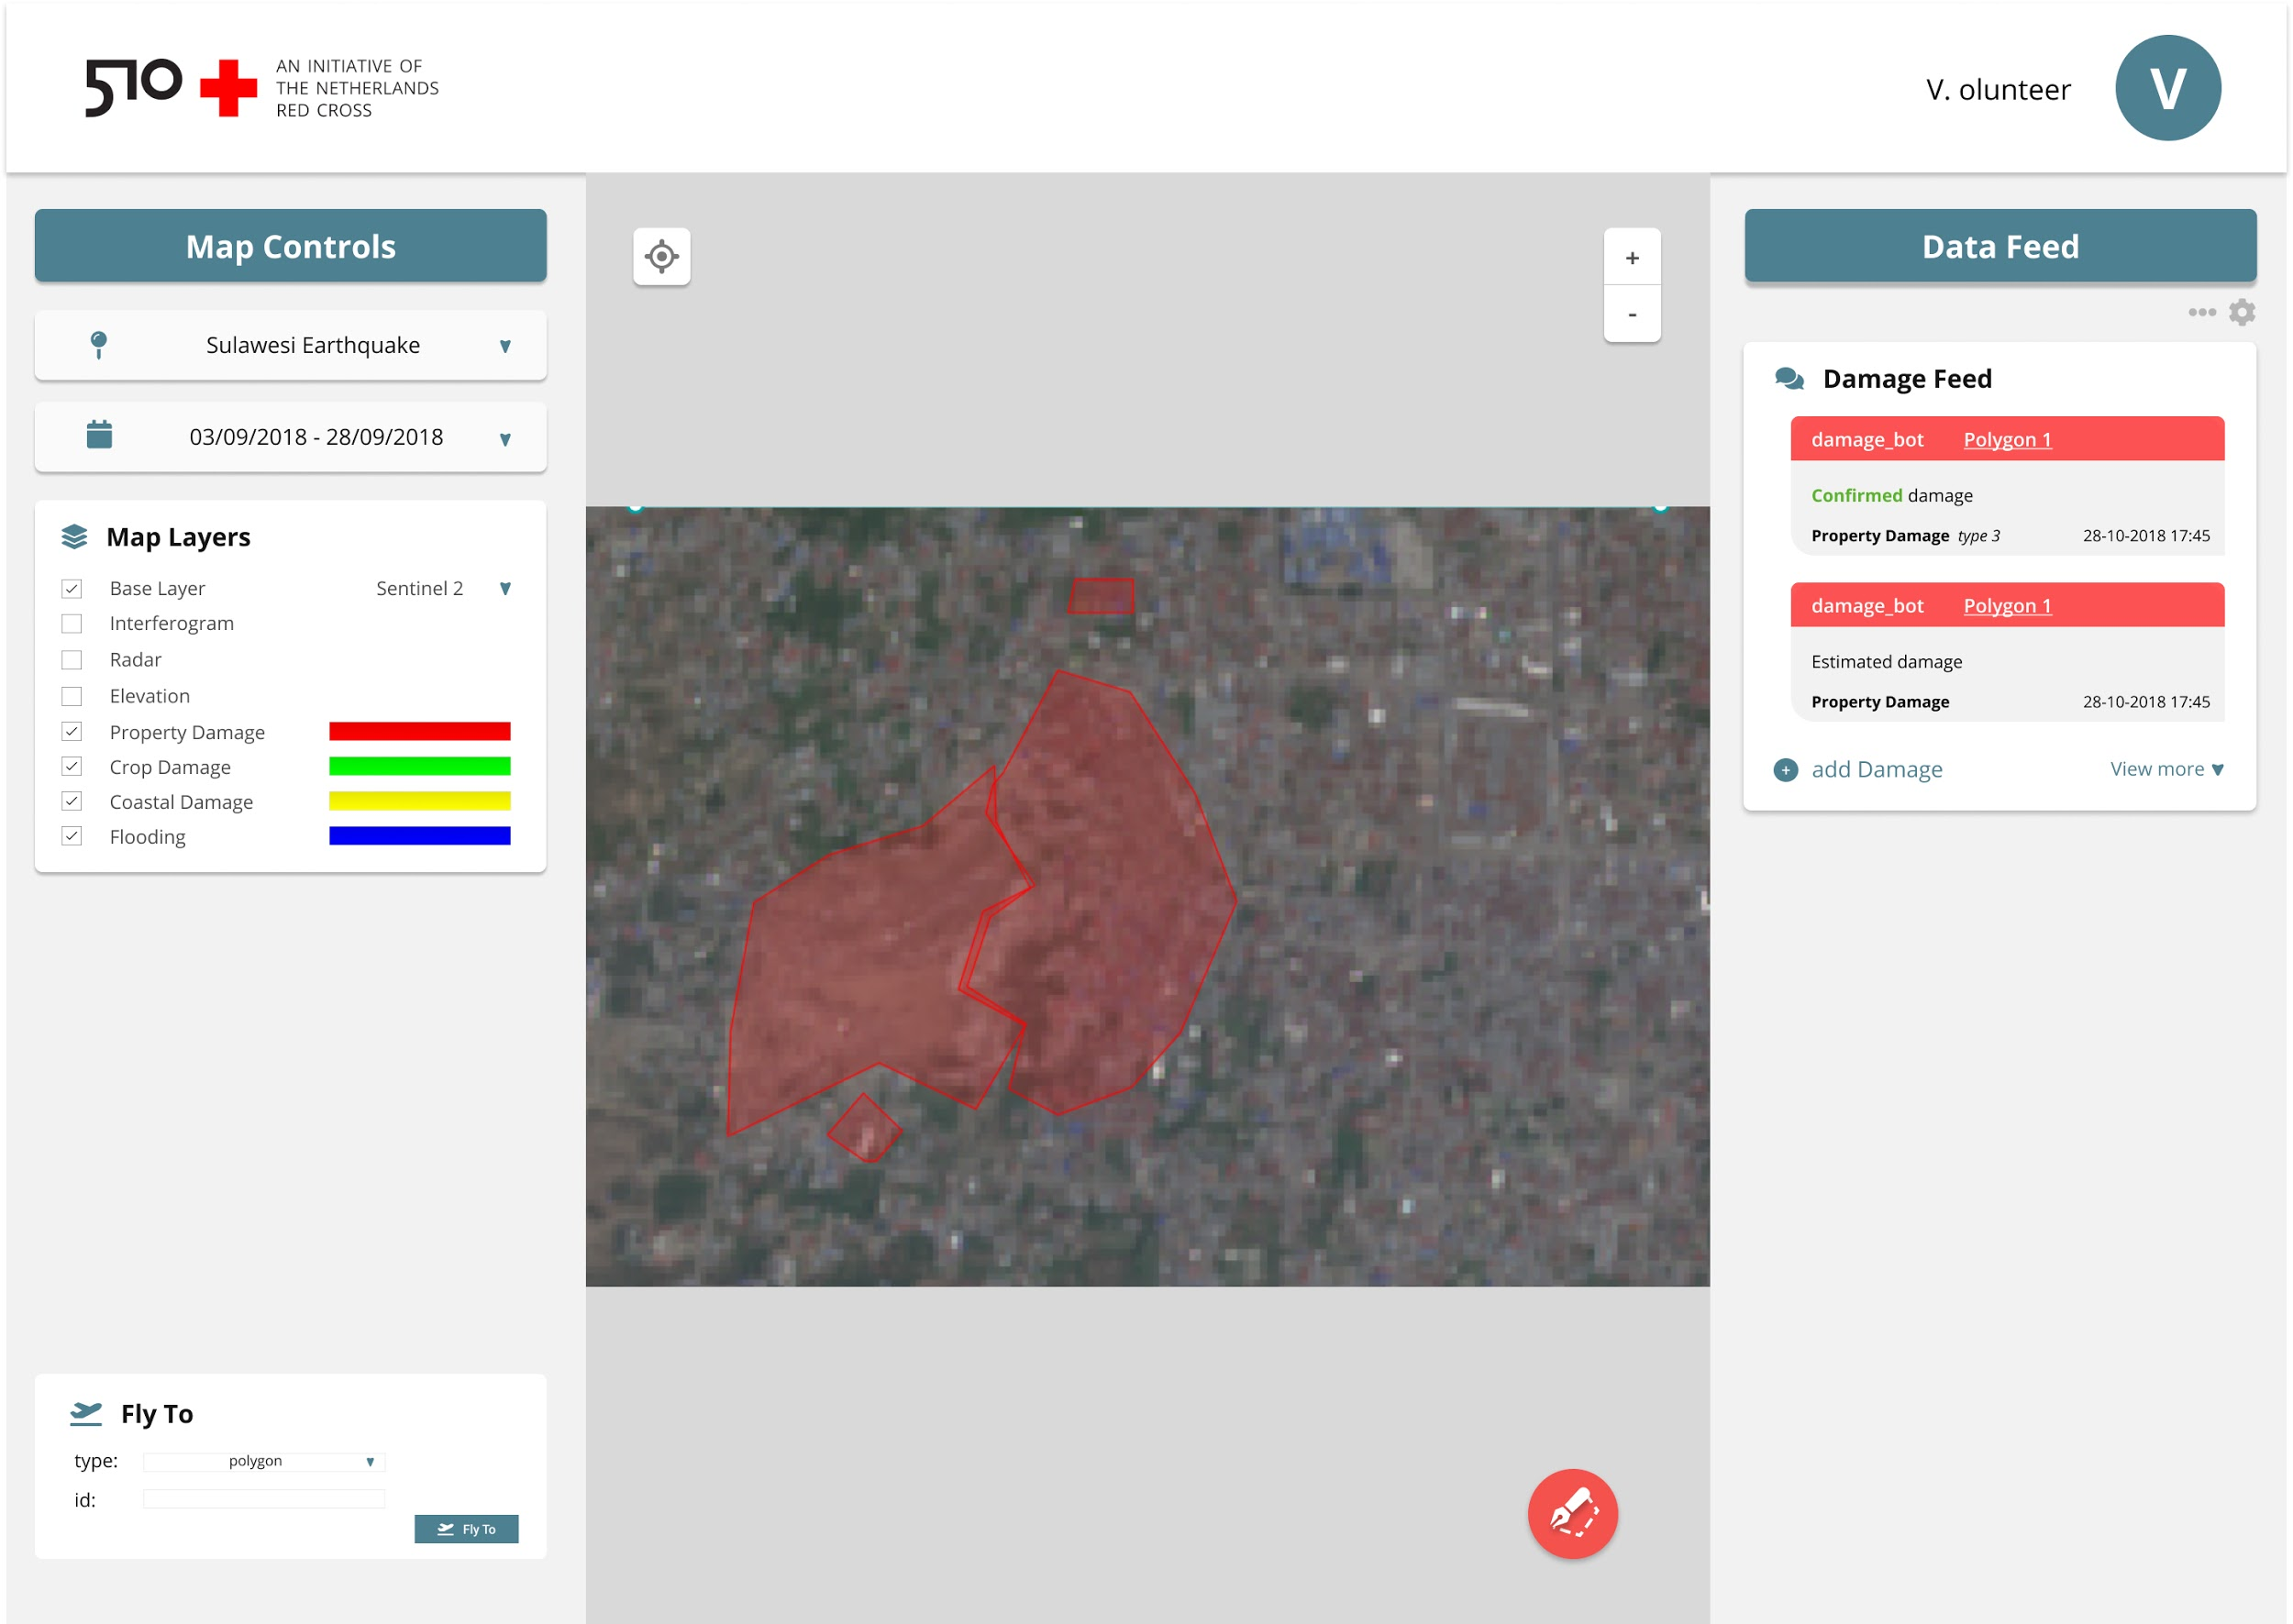 510
AN INITIATIVE OF
THE NETHERLANDS
RED CROSS
V. olunteer
V
Map Controls
Sulawesi Earthquake
03/09/2018 - 28/09/2018
Map Layers
Base Layer Sentinel 2
Interferogram
Radar
Elevation
Property Damage
Crop Damage
Coastal Damage
Flooding
Fly To
type: polygon
id:
Fly To
+
-
Data Feed
Damage Feed
damage_bot Polygon 1
Confirmed damage
Property Damage type 3 28-10-2018 17:45
damage_bot Polygon 1
Estimated damage
Property Damage 28-10-2018 17:45
+ add Damage View more